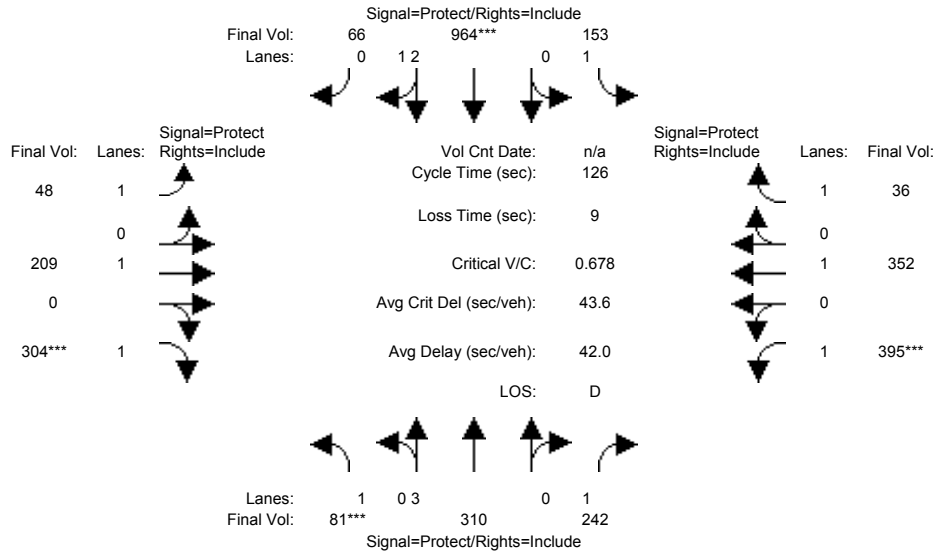 Signal=Protect/Rights=Include
Final Vol: 66 964*** 153
Lanes: 0 1 2 0 1
Signal=Protect
Final Vol: Lanes: Rights=Include
Vol Cnt Date: n/a
Signal=Protect
Rights=Include Lanes: Final Vol:
Cycle Time (sec): 126
48 1
1 36
Loss Time (sec): 9
0
0
209 1
Critical V/C: 0.678
1 352
0
Avg Crit Del (sec/veh): 43.6
0
304*** 1
Avg Delay (sec/veh): 42.0
1 395***
LOS: D
Lanes: 1 0 3 0 1
Final Vol: 81*** 310 242
Signal=Protect/Rights=Include